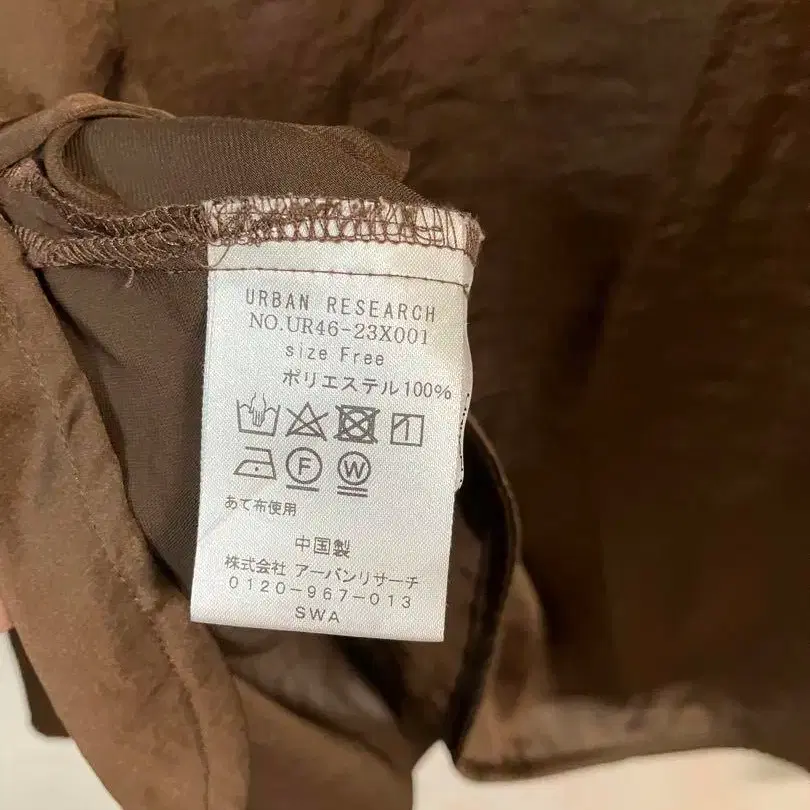 URBAN RESEARCH
NO.UR46-23X001
size Free
ポリエステル100%
F W
あて布使用
中国製
株式会社 アーバンリサーチ
0120-967-013
SWA